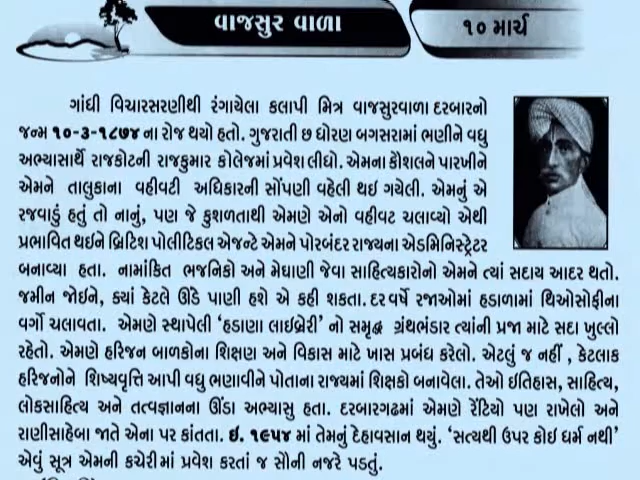 વાજસુર વાળા
૧૦ માર્ચ
ગાંધી વિચારસરણીથી રંગાયેલા કલાપી મિત્ર વાજસુરવાળા દરબારનો
જન્મ ૧૦-૩-૧૮૭૪ ના રોજ થયો હતો. ગુજરાતી છ ધોરણ બગસરામાં ભણીને વધુ
અભ્યાસાર્થે રાજકોટની રાજકુમાર કોલેજમાં પ્રવેશ લીધો. એમના કૌશલને પારખીને
એમને તાલુકાના વહીવટી અધિકારની સોંપણી વહેલી થઇ ગયેલી. એમનું એ
રજવાડું હતું તો નાનું, પણ જે કુશળતાથી એમણે એનો વહીવટ ચલાવ્યો એથી
પ્રભાવિત થઇને બ્રિટિશ પોલીટિકલ એજન્ટે એમને પોરબંદર રાજ્યના એડમિનિસ્ટ્રેટર
બનાવ્યા હતા. નામાંકિત ભજનિકો અને મેઘાણી જેવા સાહિત્યકારોનો એમને ત્યાં સદાય આદર થતો.
જમીન જોઇને, ક્યાં કેટલે ઊંડે પાણી હશે એ કહી શકતા. દર વર્ષે રજાઓમાં હડાળામાં થિઓસોફીના
વર્ગો ચલાવતા. એમણે સ્થાપેલી ‘હડાણા લાઇબ્રેરી’ નો સમૃદ્ધ ગ્રંથભંડાર ત્યાંની પ્રજા માટે સદા ખુલ્લો
રહેતો. એમણે હરિજન બાળકોના શિક્ષણ અને વિકાસ માટે ખાસ પ્રબંધ કરેલો. એટલું જ નહીં , કેટલાક
હરિજનોને શિષ્યવૃત્તિ આપી વધુ ભણાવીને પોતાના રાજ્યમાં શિક્ષકો બનાવેલા. તેઓ ઇતિહાસ, સાહિત્ય,
લોકસાહિત્ય અને તત્વજ્ઞાનના ઊંડા અભ્યાસુ હતા. દરબારગઢમાં એમણે રેંટિયો પણ રાખેલો અને
રાણીસાહેબા જાતે એના પર કાંતતા. ઇ. ૧૯૫૪ માં તેમનું દેહાવસાન થયું. ‘સત્યથી ઉપર કોઇ ધર્મ નથી’
એવું સૂત્ર એમની કચેરીમાં પ્રવેશ કરતાં જ સૌની નજરે પડતું.